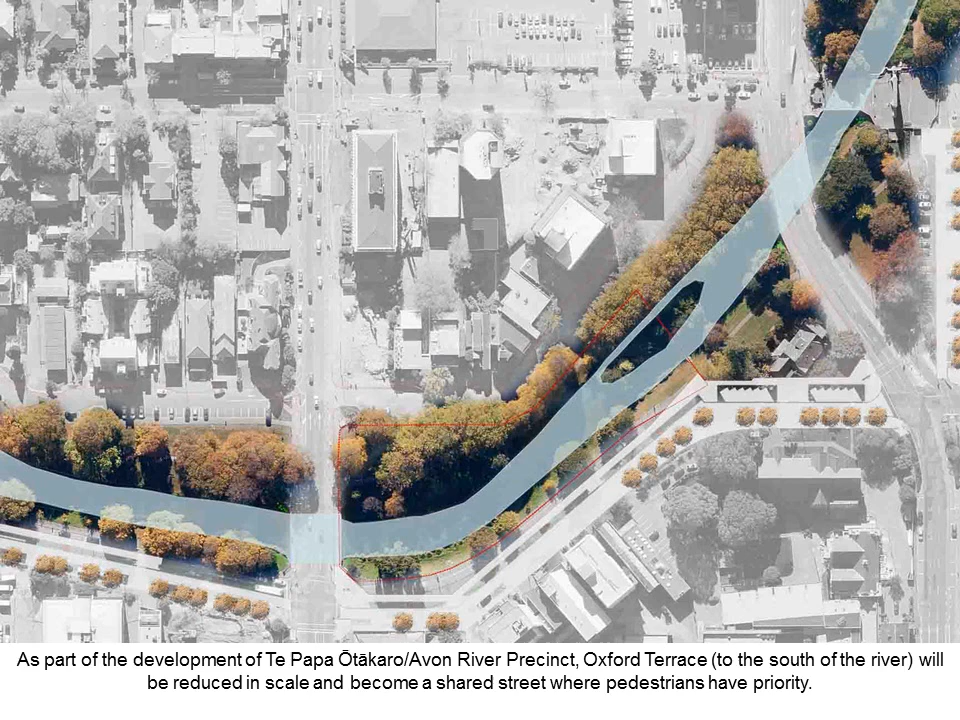 As part of the development of Te Papa Ōtākaro/Avon River Precinct, Oxford Terrace (to the south of the river) will
be reduced in scale and become a shared street where pedestrians have priority.